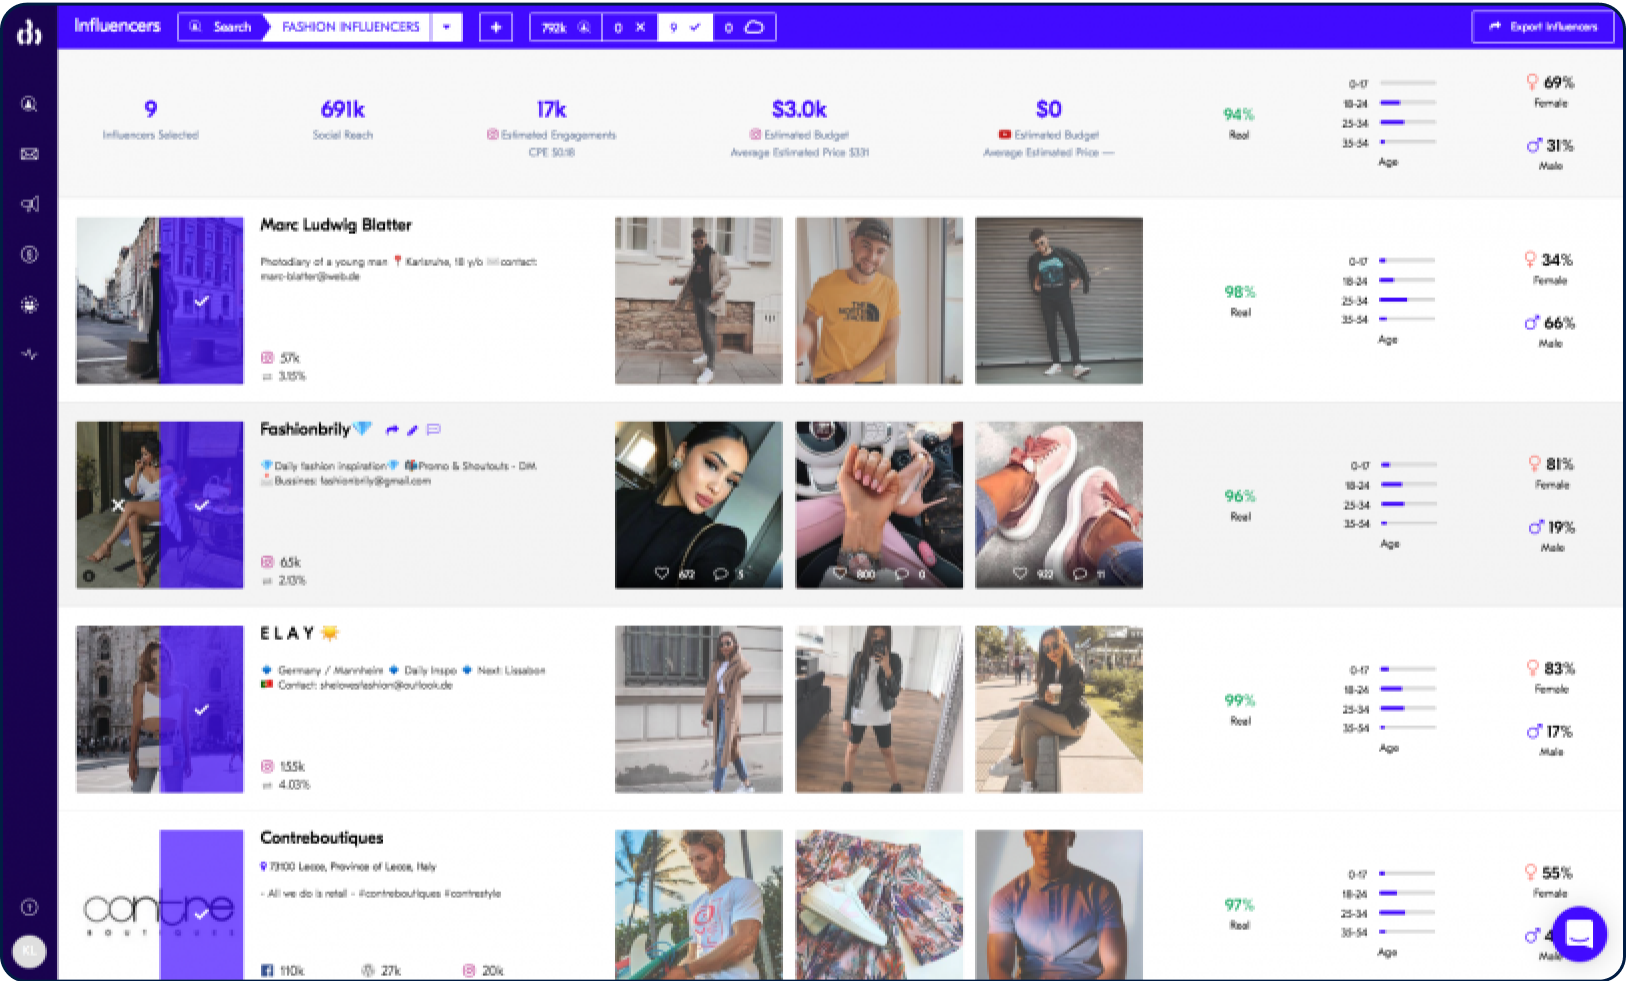 Influencers
Search
FASHION INFLUENCERS
+
792k
0
9
0
Export Influencers
9
Influencers Selected
691k
Social Reach
17k
Estimated Engagements
CPE $0.18
$3.0k
Estimated Budget
Average Estimated Price $331
$0
Estimated Budget
Average Estimated Price —
94%
Real
0-17
18-24
25-34
35-54
Age
69%
Female
31%
Male
Marc Ludwig Blatter
Photodiary of a young man 📍 Karlsruhe, 18 y/o ✉️contact:
marc-blatter@web.de
57k
3.15%
THE NORTH FACE
98%
Real
0-17
18-24
25-34
35-54
Age
34%
Female
66%
Male
Fashionbrily💎
💎Daily fashion inspiration💎 📬Promo & Shoutouts - DM
📩Bussines: fashionbrily@gmail.com
65k
2.13%
672 5
800 0
922 11
96%
Real
0-17
18-24
25-34
35-54
Age
81%
Female
19%
Male
E L A Y ☀️
🔹 Germany / Mannheim 🔹 Daily Inspo 🔹 Next: Lissabon
🇵🇹 Contact: shelovesfashion@outlook.de
155k
4.03%
99%
Real
0-17
18-24
25-34
35-54
Age
83%
Female
17%
Male
Contreboutiques
73100 Lecce, Province of Lecce, Italy
- All we do is retail - #contreboutiques #contrestyle
contre
BOUTIQUES
110k
27k
20k
97%
Real
0-17
18-24
25-34
35-54
Age
55%
Female
4
Male
KL